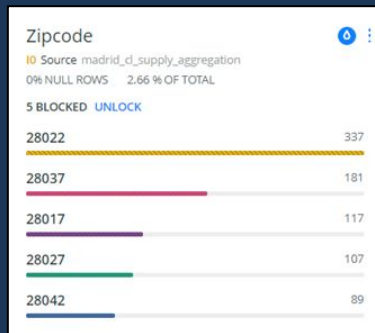 Zipcode
I0 Source madrid_cl_supply_aggregation
0% NULL ROWS 2.66 % OF TOTAL
5 BLOCKED UNLOCK
28022 337
28037 181
28017 117
28027 107
28042 89